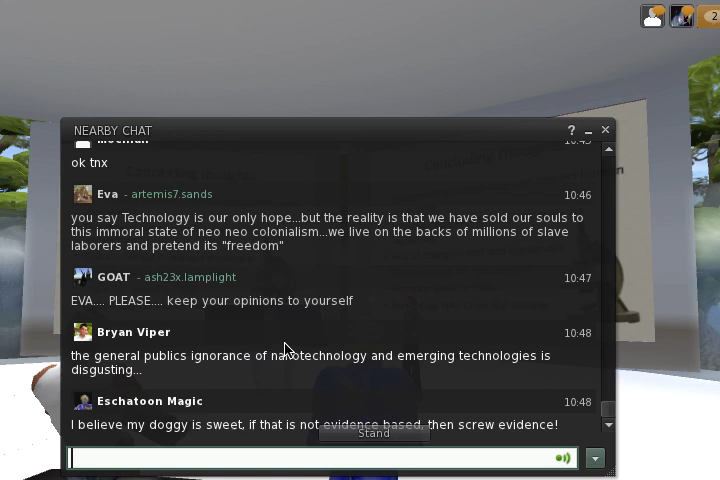 2
NEARBY CHAT
?
10:45
ok tnx
Eva - artemis7.sands 10:46
you say Technology is our only hope...but the reality is that we have sold our souls to
this immoral state of neo neo colonialism...we live on the backs of millions of slave
laborers and pretend its "freedom"
GOAT - ash23x.lamplight 10:47
EVA.... PLEASE.... keep your opinions to yourself
Bryan Viper 10:48
the general publics ignorance of nanotechnology and emerging technologies is
disgusting...
Eschatoon Magic 10:48
I believe my doggy is sweet, if that is not evidence based, then screw evidence!
Stand